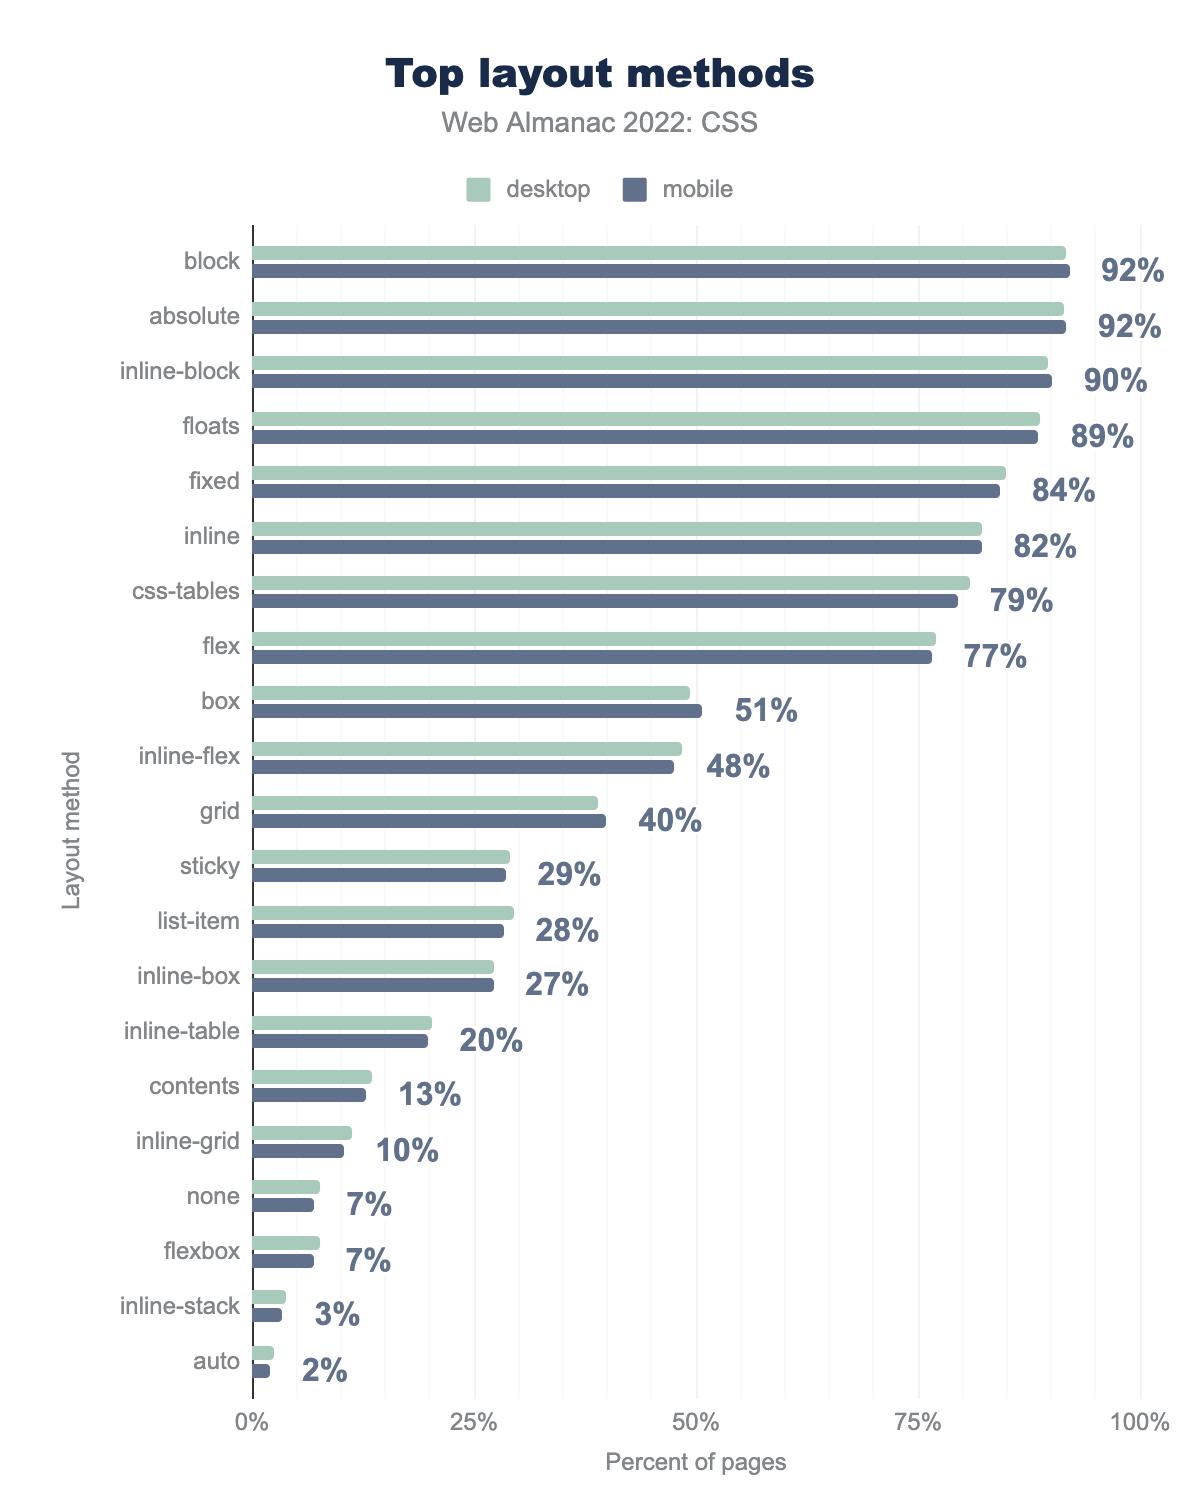 Top layout methods
Web Almanac 2022: CSS
desktop mobile
block 92%
absolute 92%
inline-block 90%
floats 89%
fixed 84%
inline 82%
css-tables 79%
flex 77%
box 51%
inline-flex 48%
grid 40%
sticky 29%
list-item 28%
inline-box 27%
inline-table 20%
contents 13%
inline-grid 10%
none 7%
flexbox 7%
inline-stack 3%
auto 2%
Layout method
0% 25% 50% 75% 100%
Percent of pages